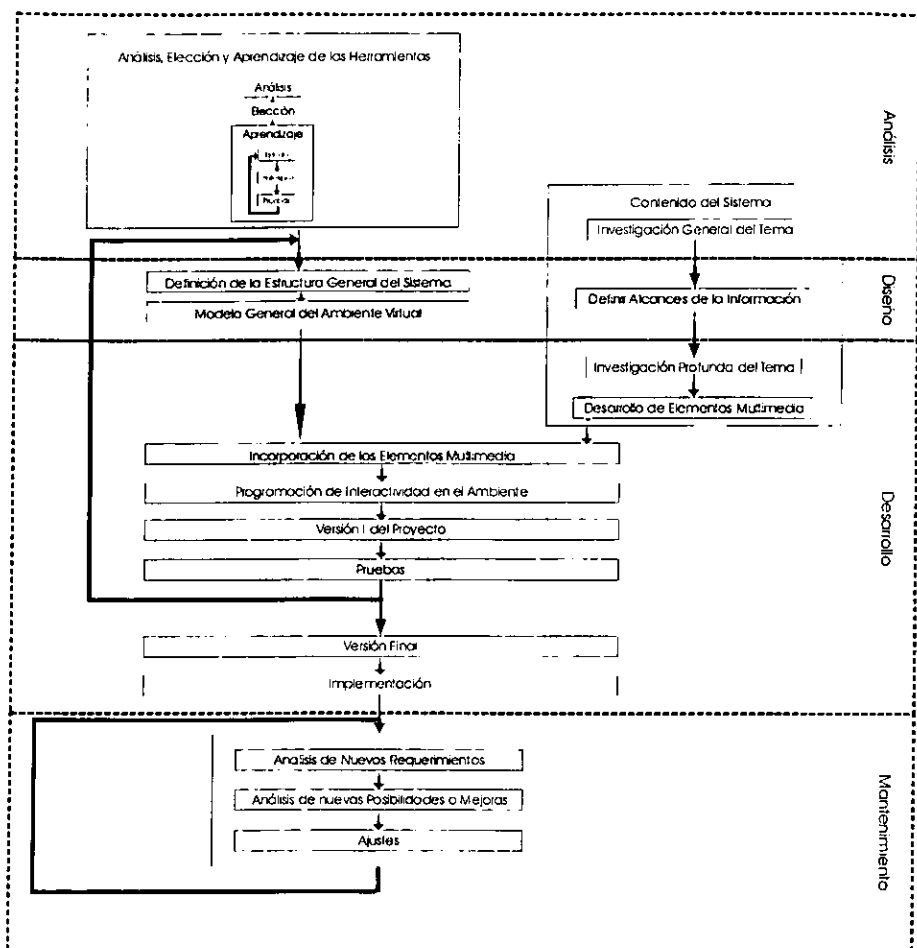 Análisis, Elección y Aprendizaje de las Herramientas
Análisis
Elección
Aprendizaje
Análisis
Contenido del Sistema
Investigación General del Tema
Definición de la Estructura General del Sistema
Modelo General del Ambiente Virtual
Definir Alcances de la Información
Diseño
Investigación Profunda del Tema
Desarrollo de Elementos Multimedia
Incorporación de los Elementos Multimedia
Programación de Interactividad en el Ambiente
Versión I del Proyecto
Pruebas
Desarrollo
Versión Final
Implementación
Analisis de Nuevos Requerimientos
Análisis de nuevas Posibilidades o Mejoras
Ajustes
Mantenimiento